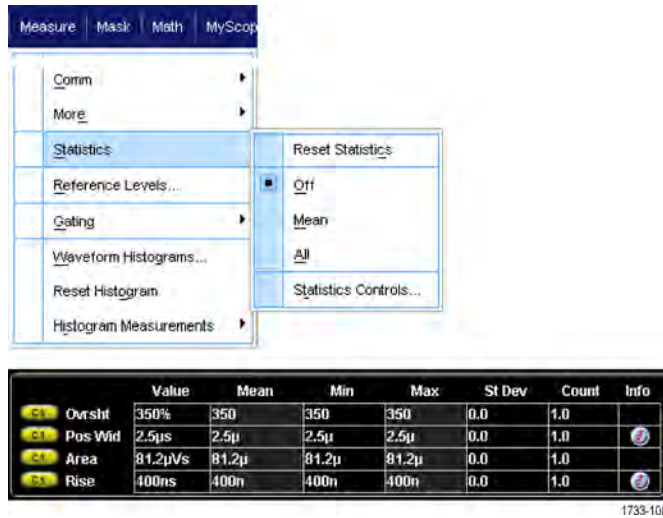 Measure Mask Math MyScop
Comm
More
Statistics
Reset Statistics
Reference Levels...
Off
Gating
Mean
Waveform Histograms...
All
Reset Histogram
Statistics Controls...
Histogram Measurements
Value Mean Min Max St Dev Count Info
C1 Ovrsht 350% 350 350 350 0.0 1.0
C1 Pos Wid 2.5µs 2.5µ 2.5µ 2.5µ 0.0 1.0
C1 Area 81.2µVs 81.2µ 81.2µ 81.2µ 0.0 1.0
C1 Rise 400ns 400n 400n 400n 0.0 1.0